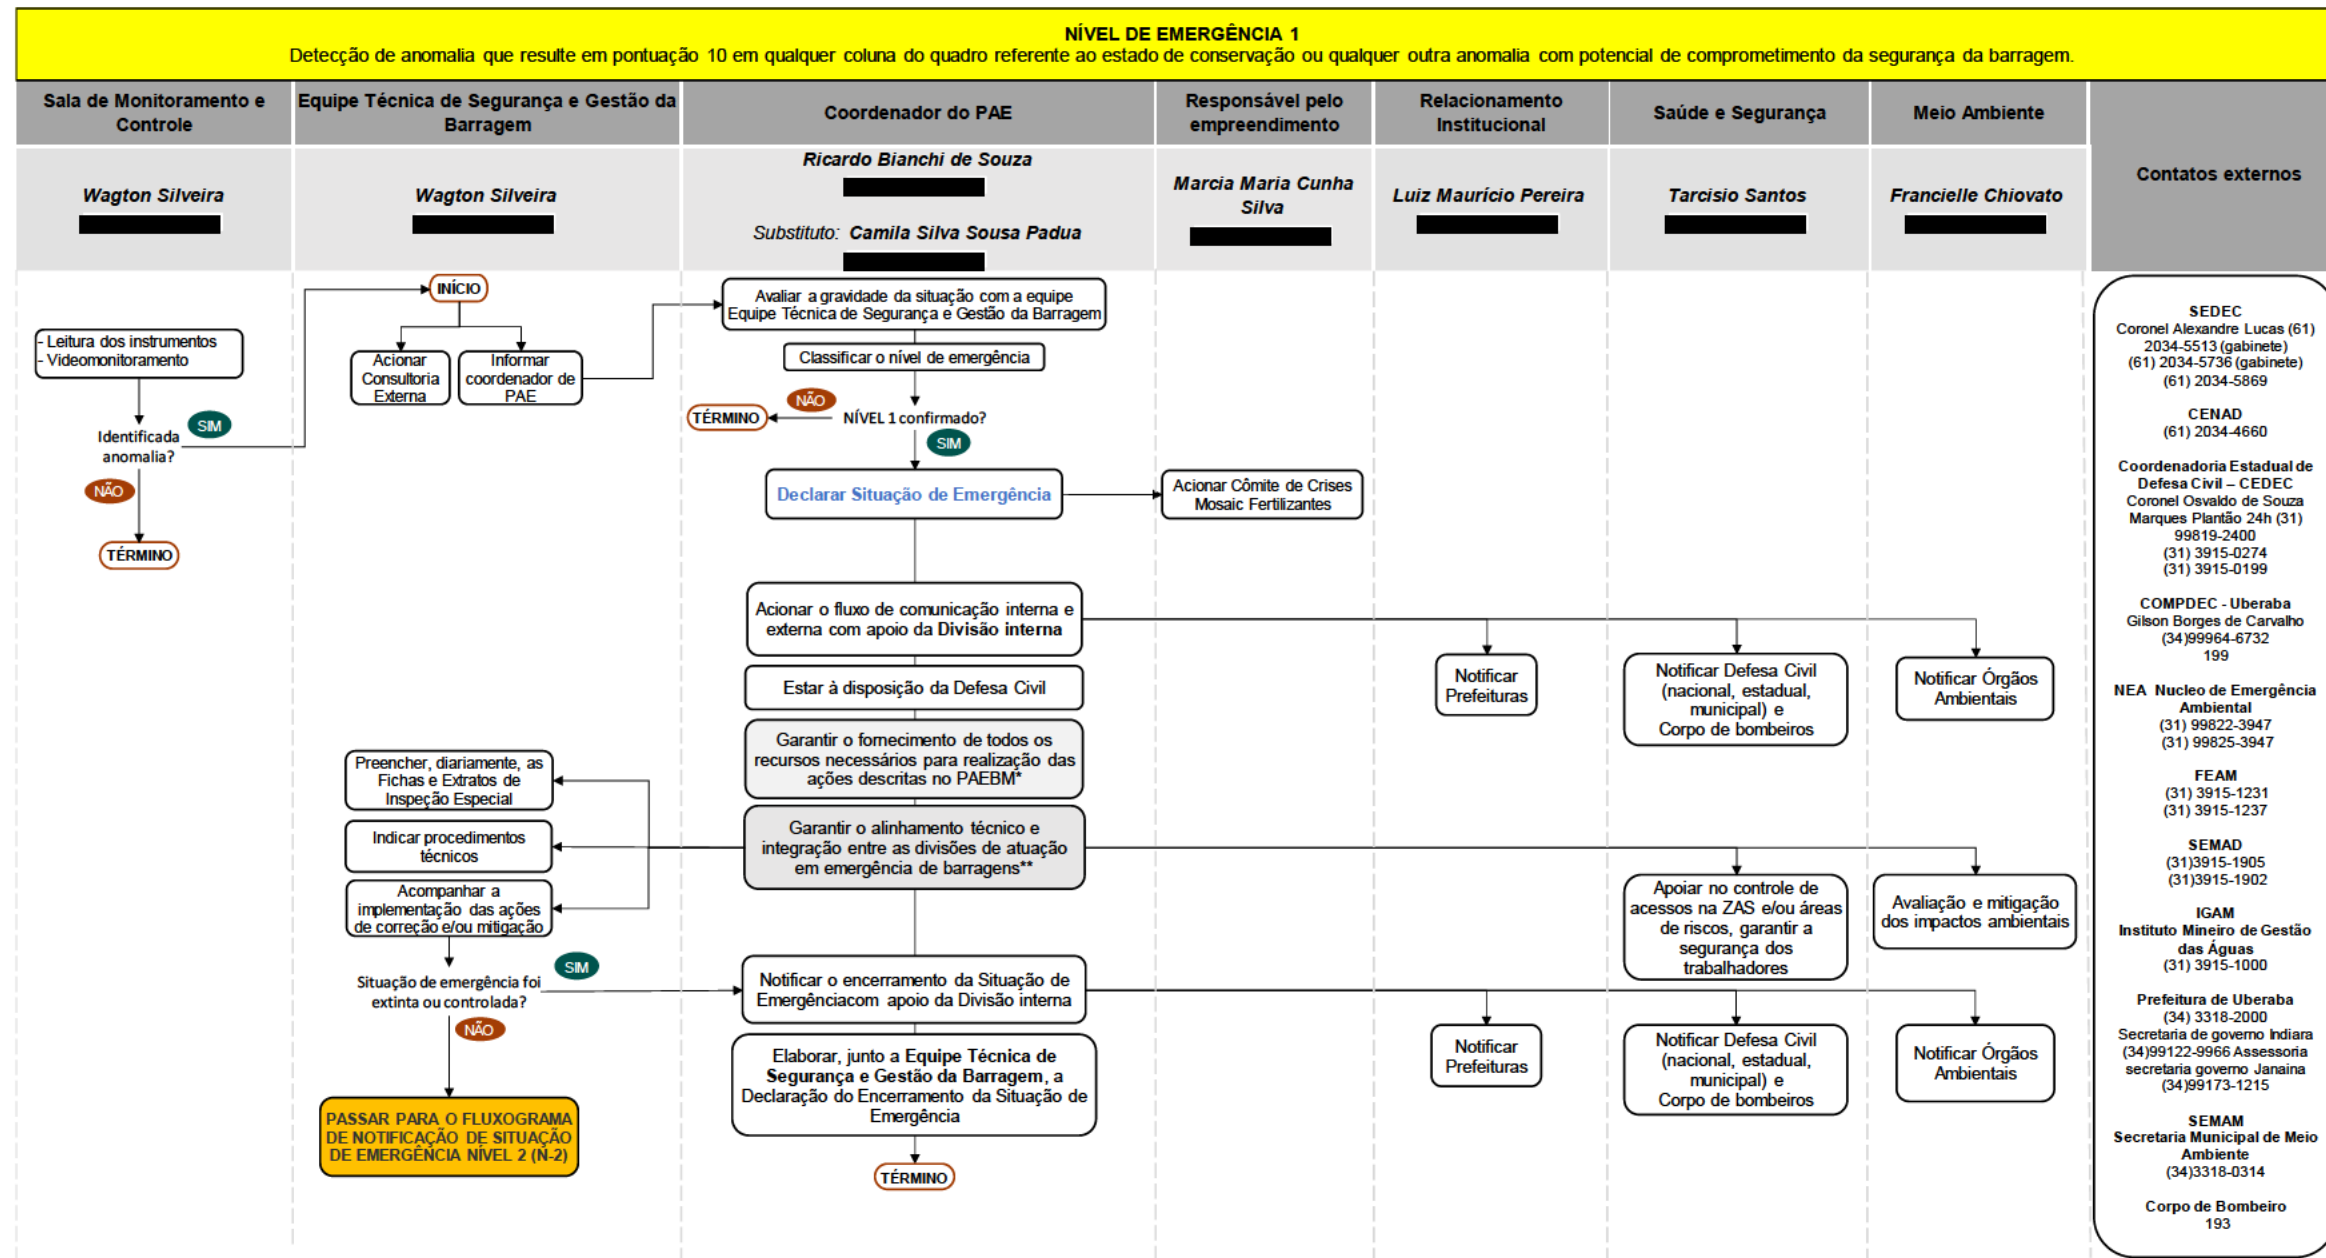 NÍVEL DE EMERGÊNCIA 1
Detecção de anomalia que resulte em pontuação 10 em qualquer coluna do quadro referente ao estado de conservação ou qualquer outra anomalia com potencial de comprometimento da segurança da barragem.
Sala de Monitoramento e
Controle
Equipe Técnica de Segurança e Gestão da
Barragem
Coordenador do PAE
Responsável pelo
empreendimento
Relacionamento
Institucional
Saúde e Segurança
Meio Ambiente
Contatos externos
Wagton Silveira
Wagton Silveira
Ricardo Bianchi de Souza
Substituto: Camila Silva Sousa Padua
Marcia Maria Cunha
Silva
Luiz Maurício Pereira
Tarcisio Santos
Francielle Chiovato
- Leitura dos instrumentos
- Videomonitoramento
Identificada
anomalia?
SIM
NÃO
TÉRMINO
INÍCIO
Acionar
Consultoria
Externa
Informar
coordenador de
PAE
Avaliar a gravidade da situação com a equipe
Equipe Técnica de Segurança e Gestão da Barragem
Classificar o nível de emergência
NÍVEL 1 confirmado?
NÃO
TÉRMINO
SIM
Declarar Situação de Emergência
Acionar Cômite de Crises
Mosaic Fertilizantes
Acionar o fluxo de comunicação interna e
externa com apoio da Divisão interna
Notificar
Prefeituras
Notificar Defesa Civil
(nacional, estadual,
municipal) e
Corpo de bombeiros
Notificar Órgãos
Ambientais
Estar à disposição da Defesa Civil
Garantir o fornecimento de todos os
recursos necessários para realização das
ações descritas no PAEBM*
Garantir o alinhamento técnico e
integração entre as divisões de atuação
em emergência de barragens**
Preencher, diariamente, as
Fichas e Extratos de
Inspeção Especial
Indicar procedimentos
técnicos
Acompanhar a
implementação das ações
de correção e/ou mitigação
Apoiar no controle de
acessos na ZAS e/ou áreas
de riscos, garantir a
segurança dos
trabalhadores
Avaliação e mitigação
dos impactos ambientais
Situação de emergência foi
extinta ou controlada?
SIM
NÃO
PASSAR PARA O FLUXOGRAMA
DE NOTIFICAÇÃO DE SITUAÇÃO
DE EMERGÊNCIA NÍVEL 2 (N-2)
Notificar o encerramento da Situação de
Emergênciacom apoio da Divisão interna
Notificar
Prefeituras
Notificar Defesa Civil
(nacional, estadual,
municipal) e
Corpo de bombeiros
Notificar Órgãos
Ambientais
Elaborar, junto a Equipe Técnica de
Segurança e Gestão da Barragem, a
Declaração do Encerramento da Situação de
Emergência
TÉRMINO
SEDEC
Coronel Alexandre Lucas (61)
2034-5513 (gabinete)
(61) 2034-5736 (gabinete)
(61) 2034-5869
CENAD
(61) 2034-4660
Coordenadoria Estadual de
Defesa Civil – CEDEC
Coronel Osvaldo de Souza
Marques Plantão 24h (31)
99819-2400
(31) 3915-0274
(31) 3915-0199
COMPDEC - Uberaba
Gilson Borges de Carvalho
(34)99964-6732
199
NEA Nucleo de Emergência
Ambiental
(31) 99822-3947
(31) 99825-3947
FEAM
(31) 3915-1231
(31) 3915-1237
SEMAD
(31)3915-1905
(31)3915-1902
IGAM
Instituto Mineiro de Gestão
das Águas
(31) 3915-1000
Prefeitura de Uberaba
(34) 3318-2000
Secretaria de governo Indiara
(34)99122-9966 Assessoria
secretaria governo Janaina
(34)99173-1215
SEMAM
Secretaria Municipal de Meio
Ambiente
(34)3318-0314
Corpo de Bombeiro
193